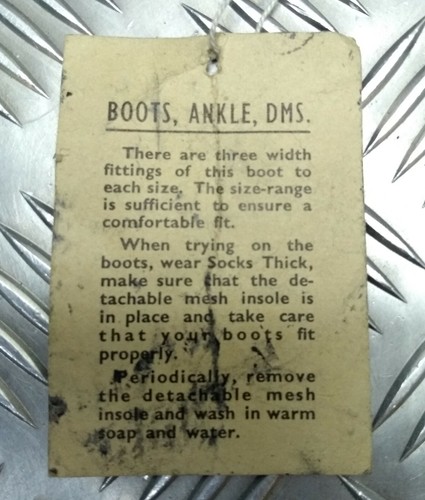 BOOTS, ANKLE, DMS.
There are three width
fittings of this boot to
each size. The size-range
is sufficient to ensure a
comfortable fit.
When trying on the
boots, wear Socks Thick,
make sure that the de-
tachable mesh insole is
in place and take care
that your boots fit
properly.
Periodically, remove
the detachable mesh
insole and wash in warm
soap and water.